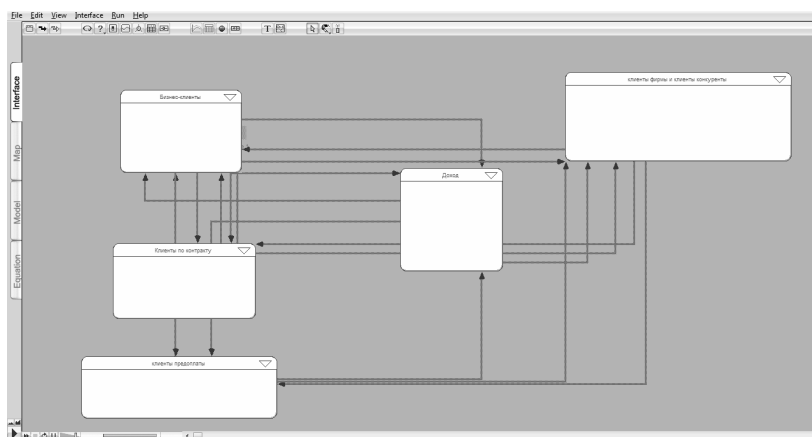 File Edit View Interface Run Help
Interface
Map
Model
Equation
Бизнес-клиенты
клиенты фирмы и клиенты конкуренты
Доход
Клиенты по контракту
клиенты предоплаты